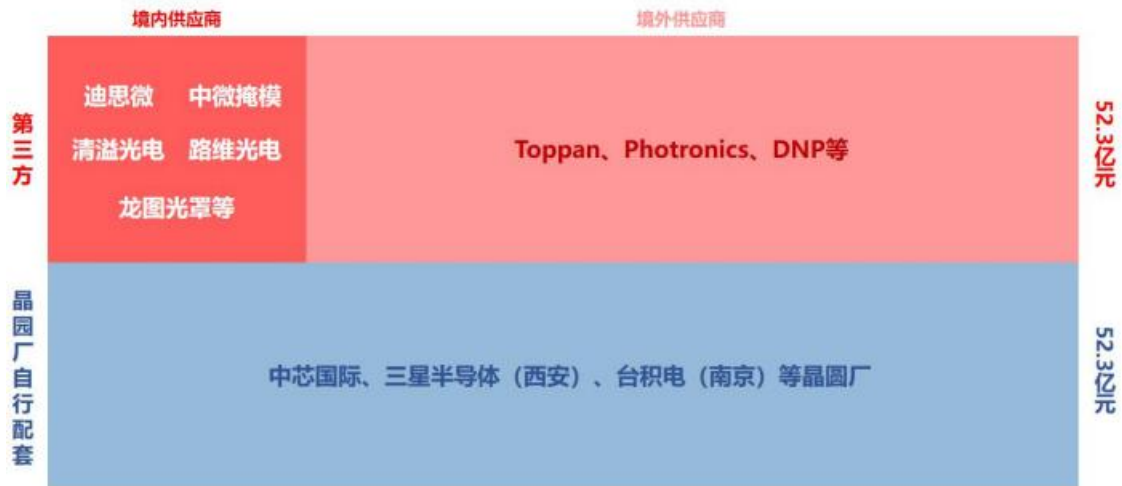 境内供应商
境外供应商
第三方
迪思微 中微掩模
清溢光电 路维光电
龙图光罩等
Toppan、Photronics、DNP等
52.3亿元
晶园厂自行配套
中芯国际、三星半导体（西安）、台积电（南京）等晶圆厂
52.3亿元